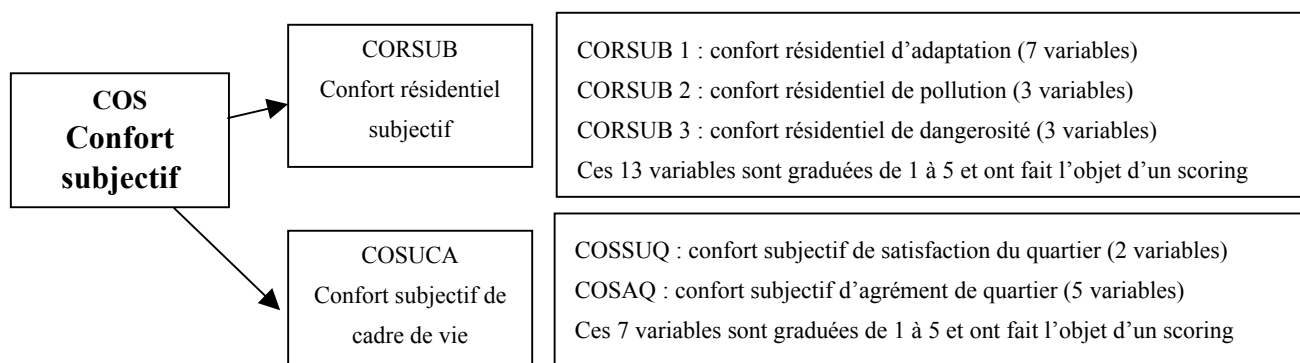 COS
Confort
subjectif
CORSUB
Confort résidentiel
subjectif
CORSUB 1 : confort résidentiel d’adaptation (7 variables)
CORSUB 2 : confort résidentiel de pollution (3 variables)
CORSUB 3 : confort résidentiel de dangerosité (3 variables)
Ces 13 variables sont graduées de 1 à 5 et ont fait l’objet d’un scoring
COSUCA
Confort subjectif de
cadre de vie
COSSUQ : confort subjectif de satisfaction du quartier (2 variables)
COSAQ : confort subjectif d’agrément de quartier (5 variables)
Ces 7 variables sont graduées de 1 à 5 et ont fait l’objet d’un scoring